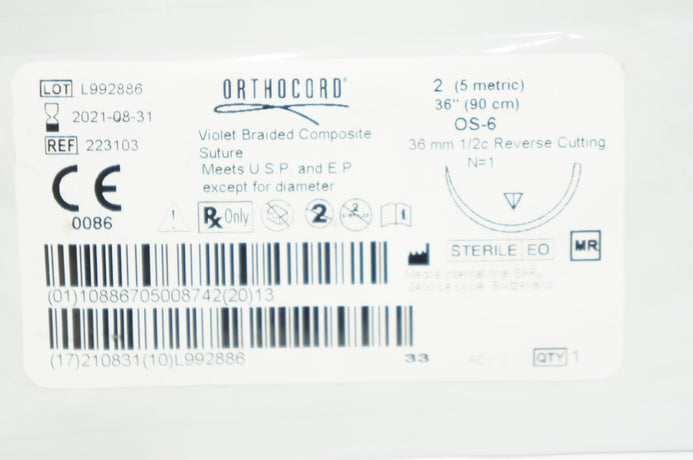 LOT L992886
2021-08-31
REF 223103
CE
0086
ORTHOCORD®
Violet Braided Composite
Suture
Meets U.S.P. and E.P.
except for diameter
Rx Only
2
2
i
2 (5 metric)
36" (90 cm)
OS-6
36 mm 1/2c Reverse Cutting
N=1
STERILE EO
MR
Medos International SARL
2400 Le Locle, Switzerland
(01)10886705008742(20)13
(17)210831(10)L992886
33
REV C
QTY 1